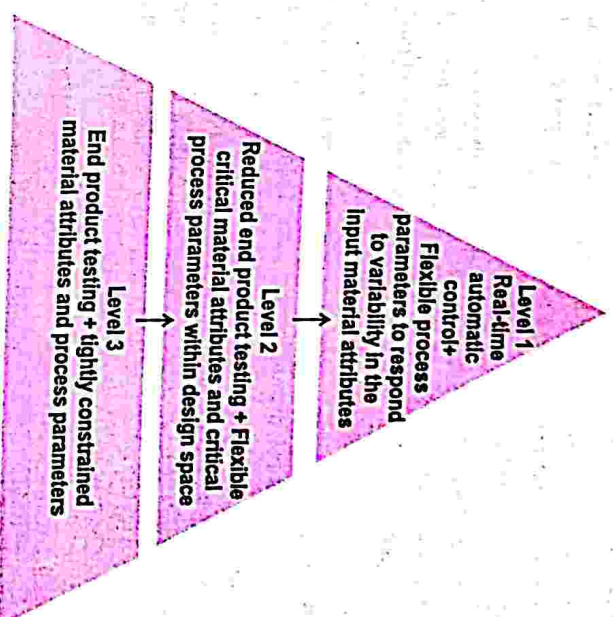 Level 1
Real-time
automatic
control+
Flexible process
parameters to respond
to variability in the
input material attributes
Level 2
Reduced end product testing + Flexible
critical material attributes and critical
process parameters within design space
Level 3
End product testing + tightly constrained
material attributes and process parameters